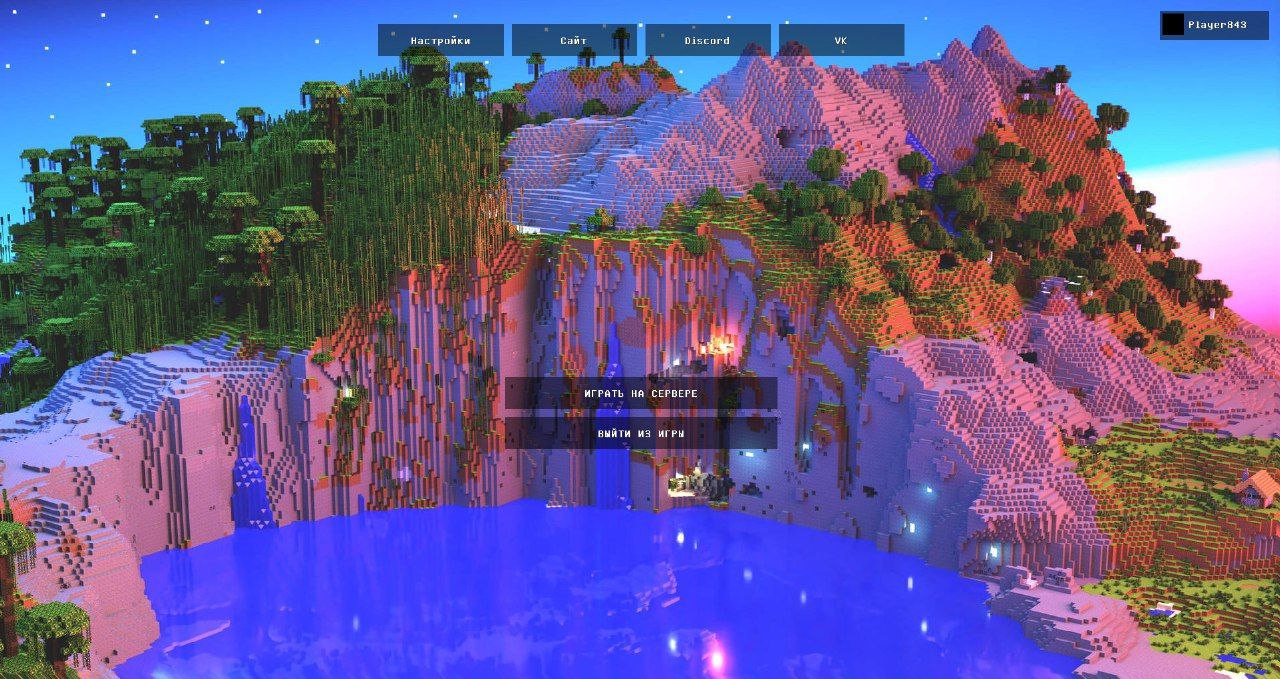 Настройки
Сайт
Discord
VK
Player843
ИГРАТЬ НА СЕРВЕРЕ
ВЫЙТИ ИЗ ИГРЫ